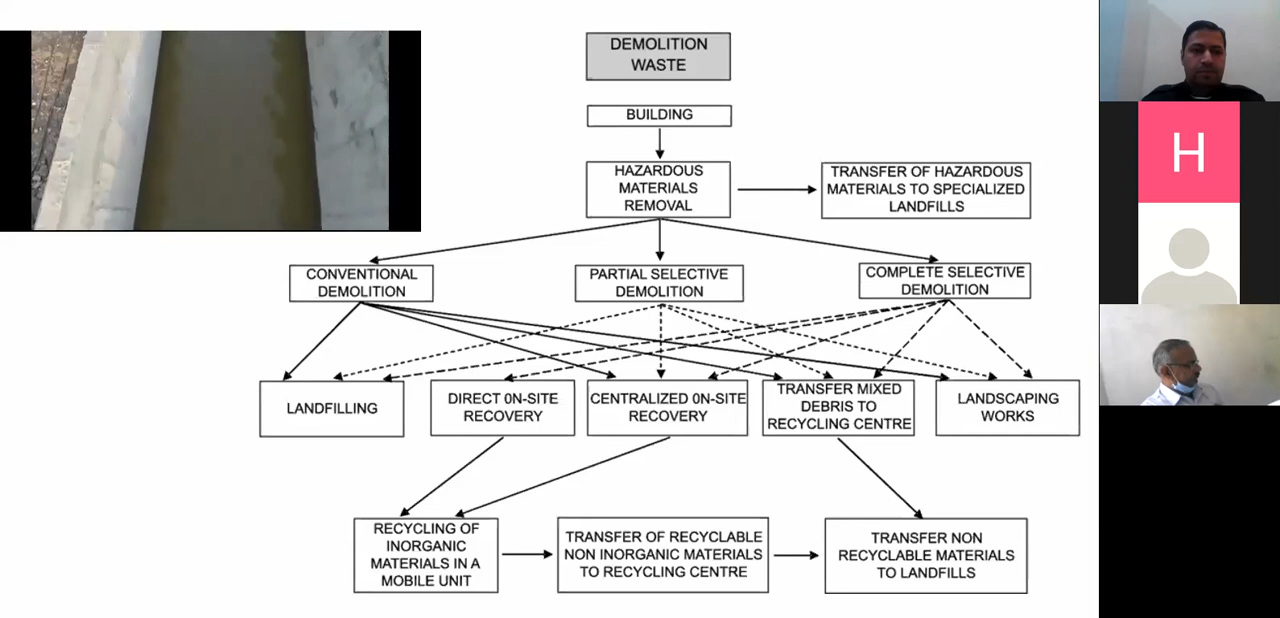 DEMOLITION
WASTE
BUILDING
HAZARDOUS
MATERIALS
REMOVAL
TRANSFER OF HAZARDOUS
MATERIALS TO SPECIALIZED
LANDFILLS
CONVENTIONAL
DEMOLITION
PARTIAL SELECTIVE
DEMOLITION
COMPLETE SELECTIVE
DEMOLITION
LANDFILLING
DIRECT 0N-SITE
RECOVERY
CENTRALIZED 0N-SITE
RECOVERY
TRANSFER MIXED
DEBRIS TO
RECYCLING CENTRE
LANDSCAPING
WORKS
RECYCLING OF
INORGANIC
MATERIALS IN A
MOBILE UNIT
TRANSFER OF RECYCLABLE
NON INORGANIC MATERIALS
TO RECYCLING CENTRE
TRANSFER NON
RECYCLABLE MATERIALS
TO LANDFILLS
H